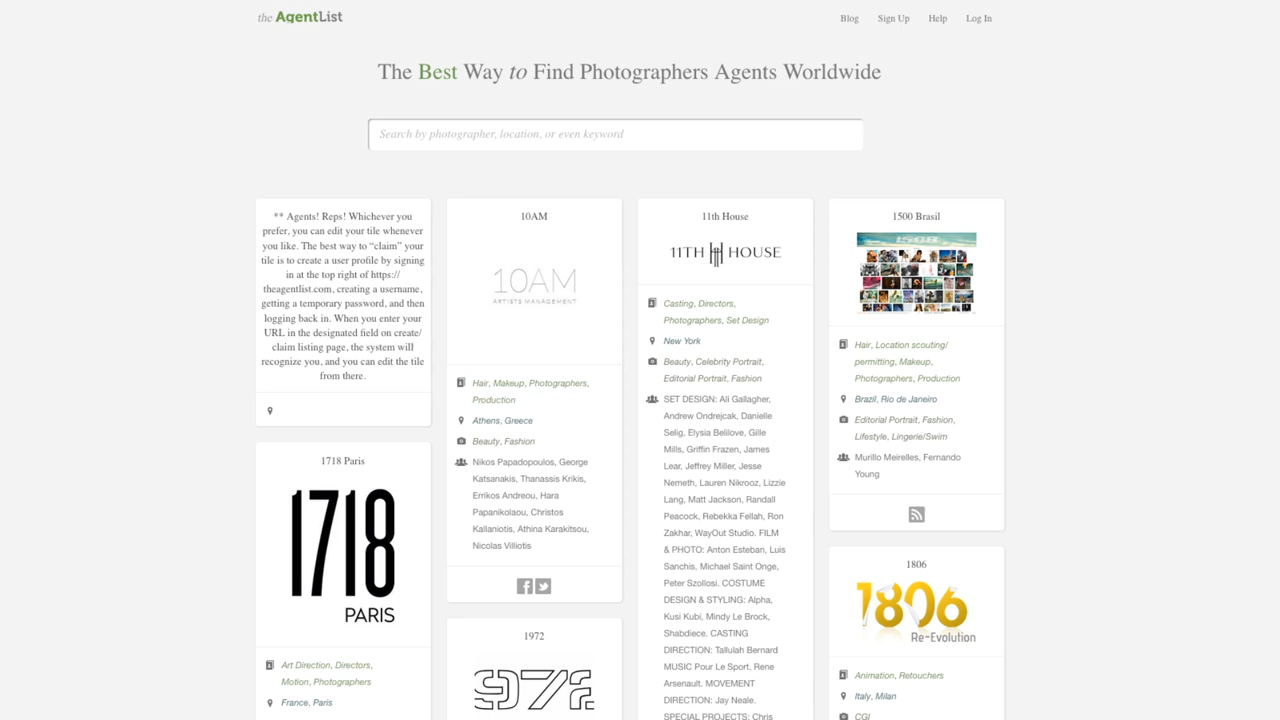 the AgentList
Blog
Sign Up
Help
Log In
The Best Way to Find Photographers Agents Worldwide
Search by photographer, location, or even keyword
** Agents! Reps! Whichever you
prefer, you can edit your tile whenever
you like. The best way to “claim” your
tile is to create a user profile by signing
in at the top right of https://
theagentlist.com, creating a username,
getting a temporary password, and then
logging back in. When you enter your
URL in the designated field on create/
claim listing page, the system will
recognize you, and you can edit the tile
from there.
1718 Paris
1718
PARIS
Art Direction, Directors,
Motion, Photographers
France, Paris
10AM
10AM
ARTISTS MANAGEMENT
Hair, Makeup, Photographers,
Production
Athens, Greece
Beauty, Fashion
Nikos Papadopoulos, George
Katsanakis, Thanassis Krikis,
Errikos Andreou, Hara
Papanikolaou, Christos
Kallaniotis, Athina Karakitsou,
Nicolas Villiotis
1972
972
11th House
11TH HOUSE
Casting, Directors,
Photographers, Set Design
New York
Beauty, Celebrity Portrait,
Editorial Portrait, Fashion
SET DESIGN: Ali Gallagher,
Andrew Ondrejcak, Danielle
Selig, Elysia Belilove, Gille
Mills, Griffin Frazen, James
Lear, Jeffrey Miller, Jesse
Nemeth, Lauren Nikrooz, Lizzie
Lang, Matt Jackson, Randall
Peacock, Rebekka Fellah, Ron
Zakhar, WayOut Studio. FILM
& PHOTO: Anton Esteban, Luis
Sanchis, Michael Saint Onge,
Peter Szollosi. COSTUME
DESIGN & STYLING: Alpha,
Kusi Kubi, Mindy Le Brock,
Shabdiece. CASTING
DIRECTION: Tallulah Bernard
MUSIC Pour Le Sport, Rene
Arsenault. MOVEMENT
DIRECTION: Jay Neale.
SPECIAL PROJECTS: Chris
1500 Brasil
Hair, Location scouting/
permitting, Makeup,
Photographers, Production
Brazil, Rio de Janeiro
Editorial Portrait, Fashion,
Lifestyle, Lingerie/Swim
Murillo Meirelles, Fernando
Young
1806
1806
Re-Evolution
Animation, Retouchers
Italy, Milan
CGI